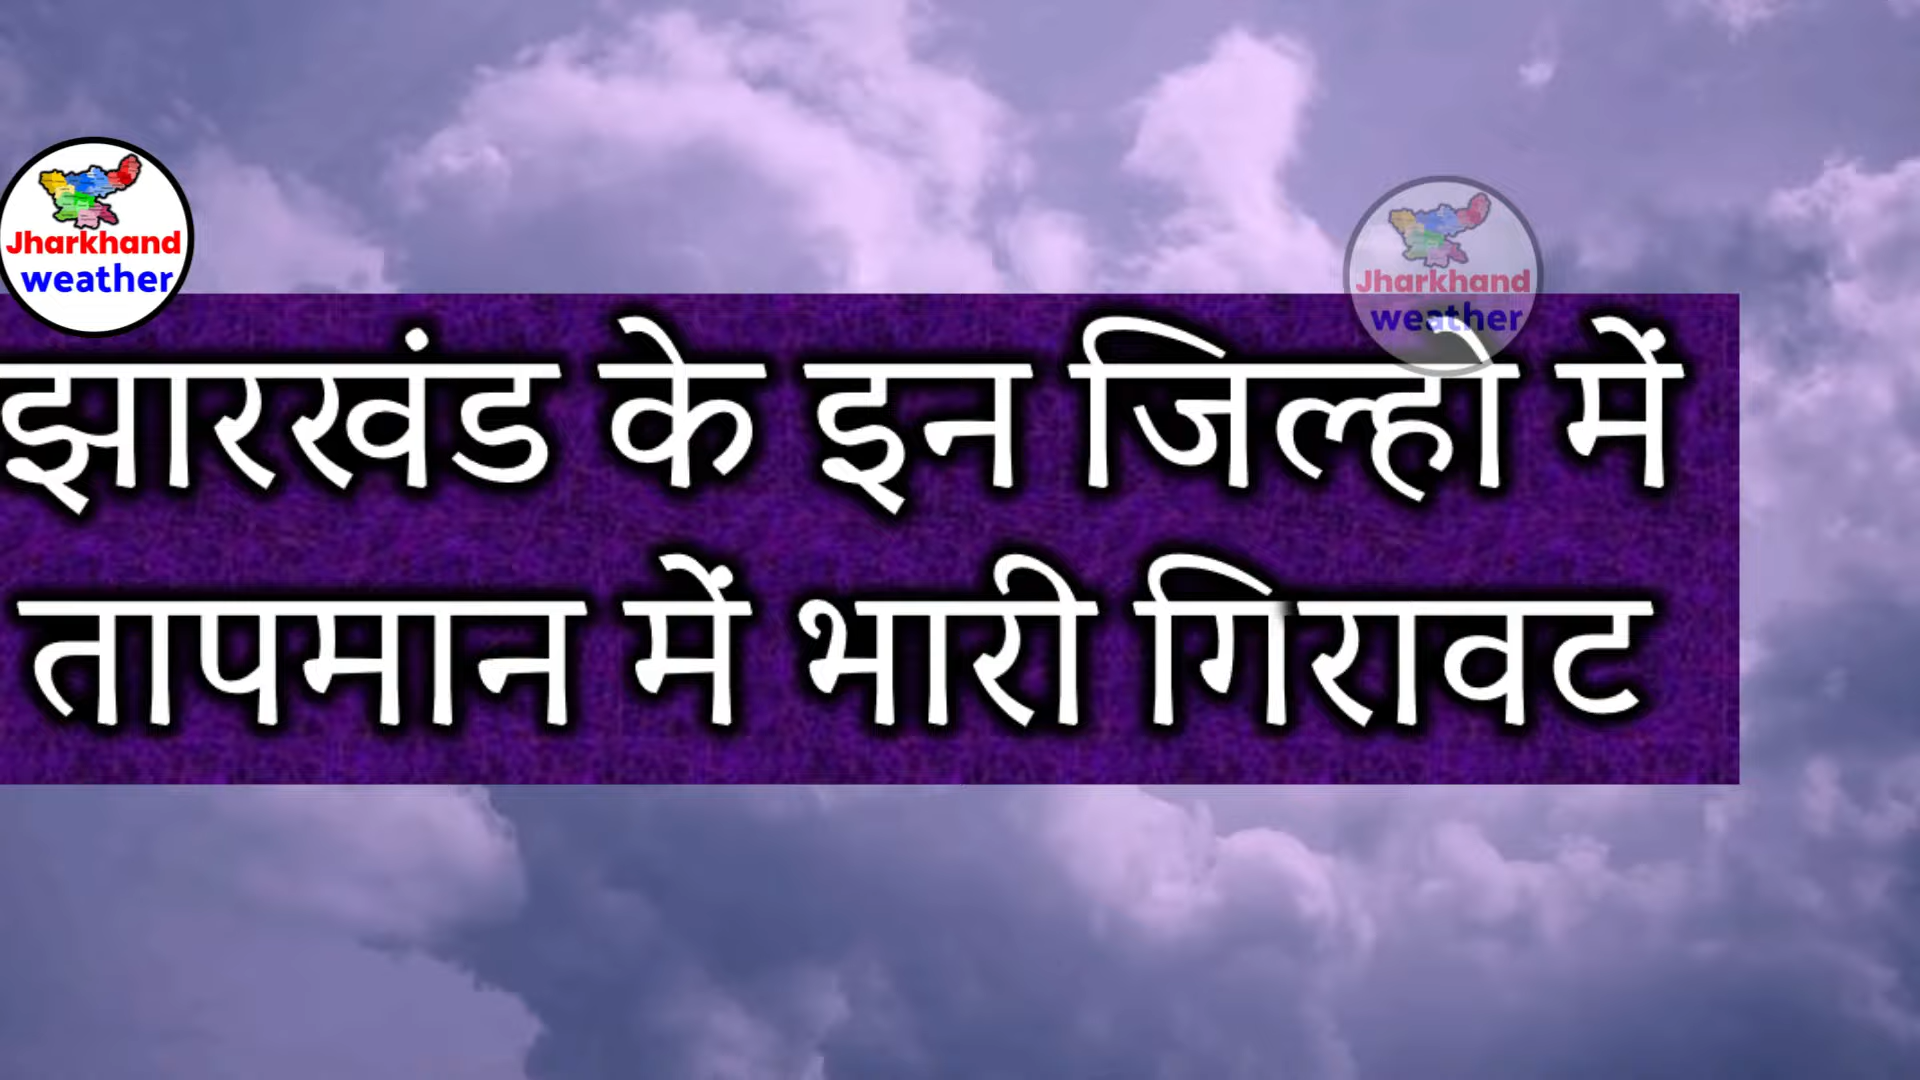 Jharkhand
weather
Jharkhand
weather
झारखंड के इन जिल्हो में
तापमान में भारी गिरावट